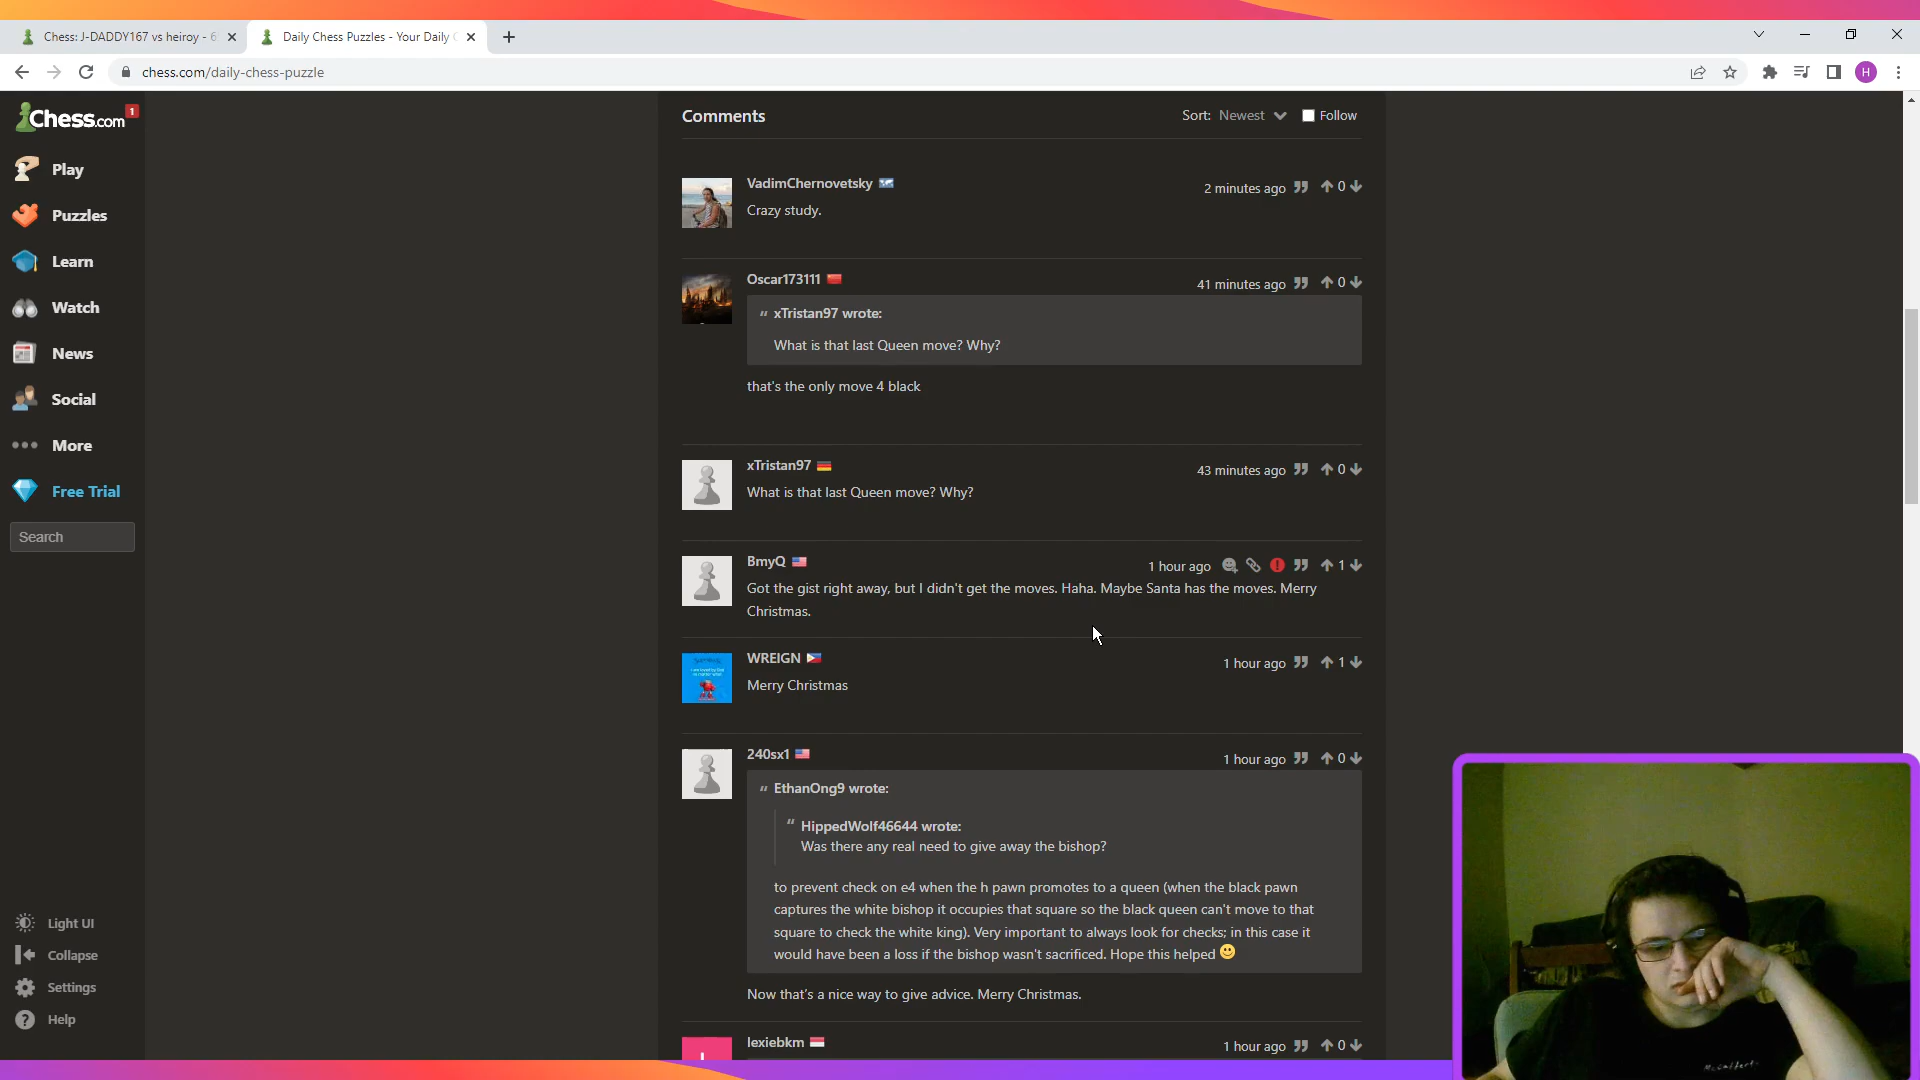 Chess: J-DADDY167 vs heiroy - 6
Daily Chess Puzzles - Your Daily C
chess.com/daily-chess-puzzle
H
Chess.com
1
Play
Puzzles
Learn
Watch
News
Social
More
Free Trial
Search
Light UI
Collapse
Settings
Help
Comments
Sort: Newest
Follow
VadimChernovetsky
2 minutes ago
0
Crazy study.
Oscar173111
41 minutes ago
0
xTristan97 wrote:
What is that last Queen move? Why?
that's the only move 4 black
xTristan97
43 minutes ago
0
What is that last Queen move? Why?
BmyQ
1 hour ago
1
Got the gist right away, but I didn't get the moves. Haha. Maybe Santa has the moves. Merry
Christmas.
WREIGN
1 hour ago
1
Merry Christmas
240sx1
1 hour ago
0
EthanOng9 wrote:
HippedWolf46644 wrote:
Was there any real need to give away the bishop?
to prevent check on e4 when the h pawn promotes to a queen (when the black pawn
captures the white bishop it occupies that square so the black queen can't move to that
square to check the white king). Very important to always look for checks; in this case it
would have been a loss if the bishop wasn't sacrificed. Hope this helped
Now that's a nice way to give advice. Merry Christmas.
lexiebkm
1 hour ago
0